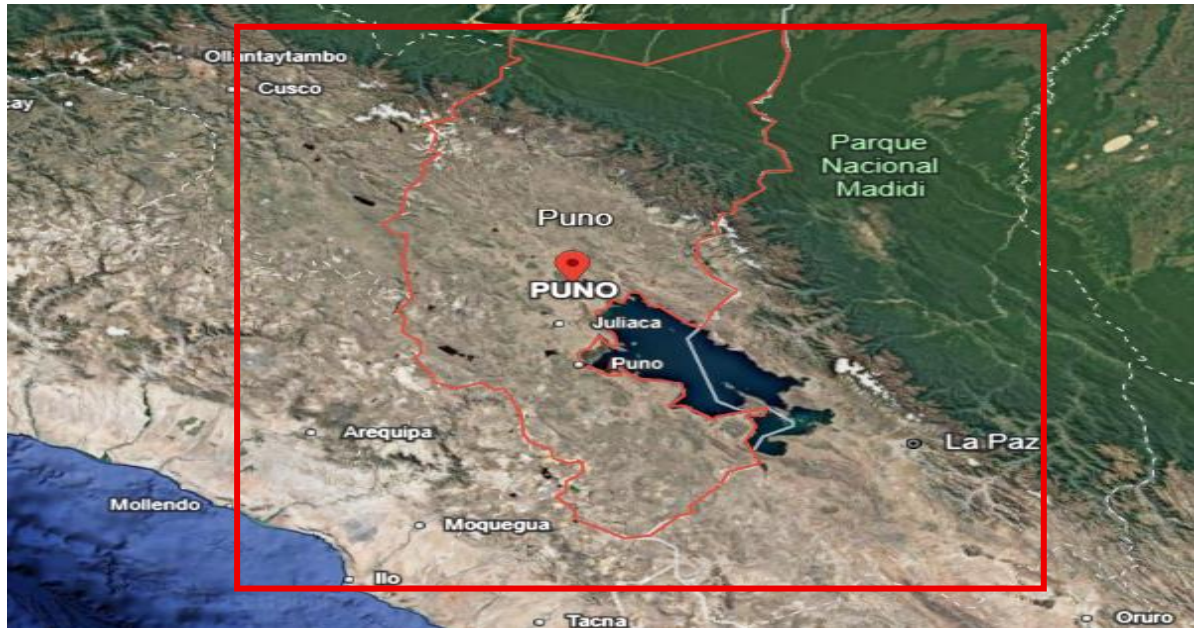 Ollantaytambo
Cusco
cay
Parque
Nacional
Madidi
Puno
PUNO
Juliaca
Puno
Arequipa
La Paz
Mollendo
Moquegua
Ilo
Tacna
Oruro